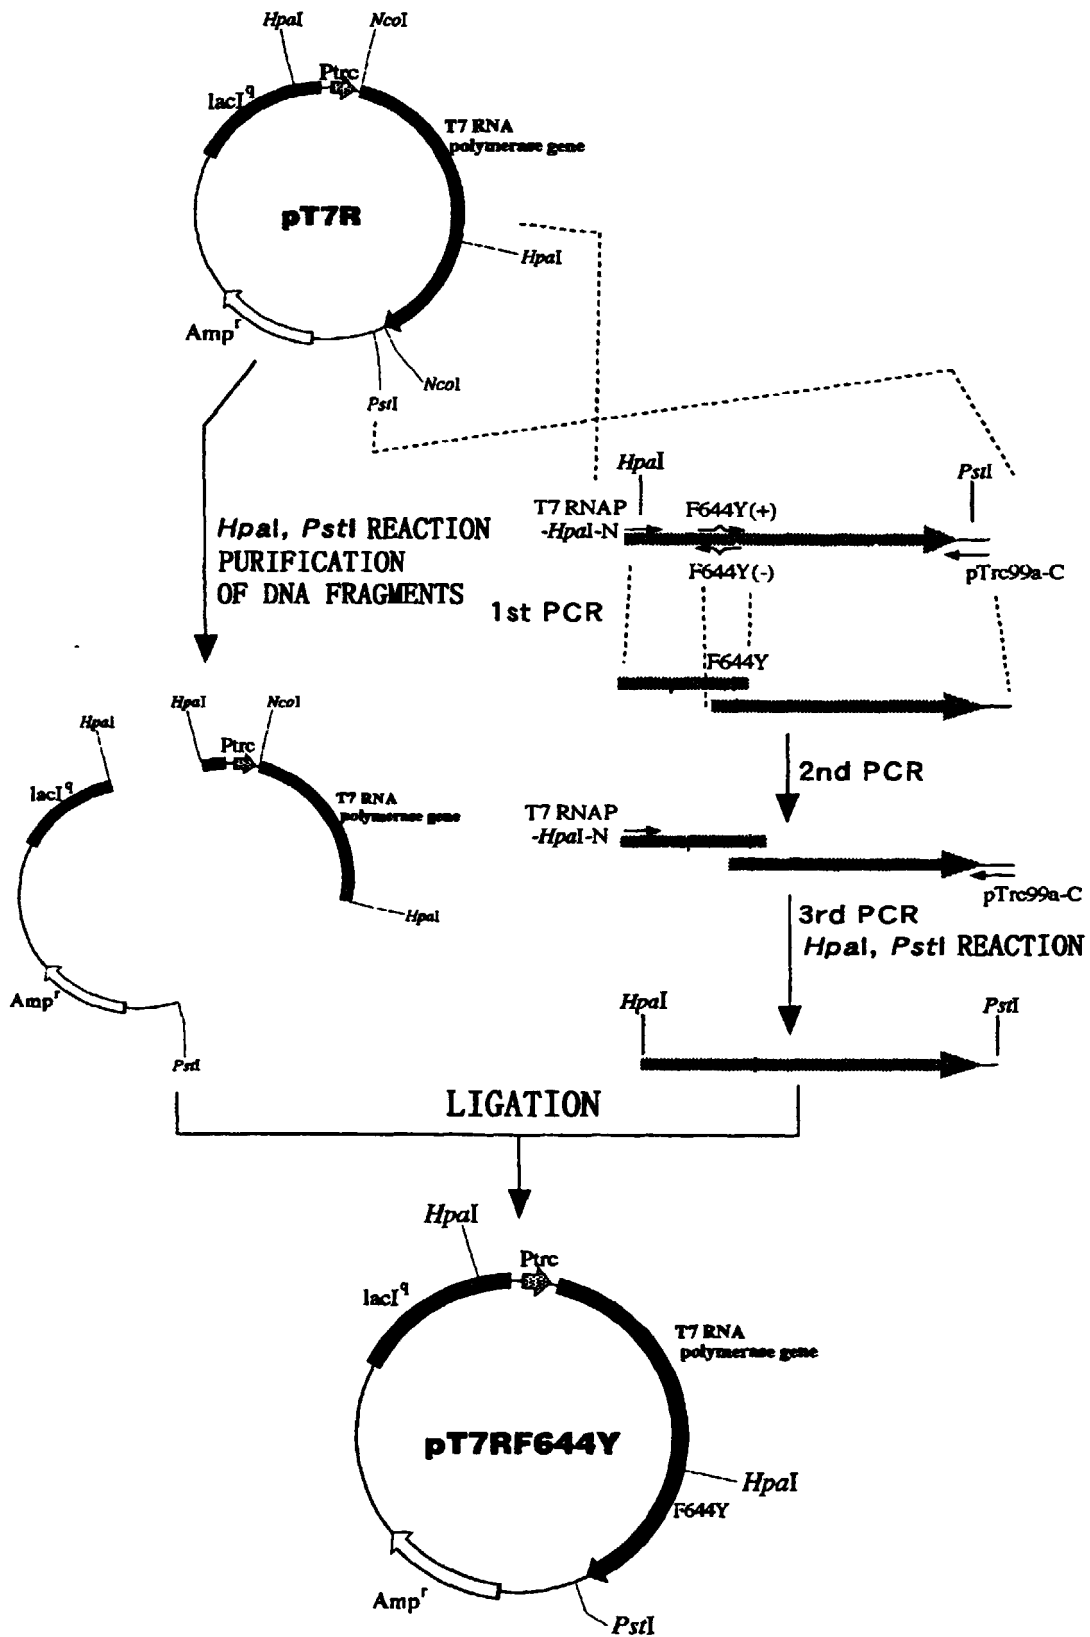 HpaI
NcoI
Ptrc
lacI^q
T7 RNA
polymerase gene
pT7R
HpaI
Amp^r
NcoI
PstI
HpaI, PstI REACTION
PURIFICATION
OF DNA FRAGMENTS
HpaI
PstI
T7 RNAP
-HpaI-N
F644Y(+)
F644Y(-)
pTrc99a-C
1st PCR
F644Y
2nd PCR
HpaI
HpaI
NcoI
Ptrc
lacI^q
T7 RNA
polymerase gene
HpaI
Amp^r
PstI
T7 RNAP
-HpaI-N
pTrc99a-C
3rd PCR
HpaI, PstI REACTION
HpaI
PstI
LIGATION
HpaI
Ptrc
lacI^q
T7 RNA
polymerase gene
pT7RF644Y
HpaI
F644Y
Amp^r
PstI